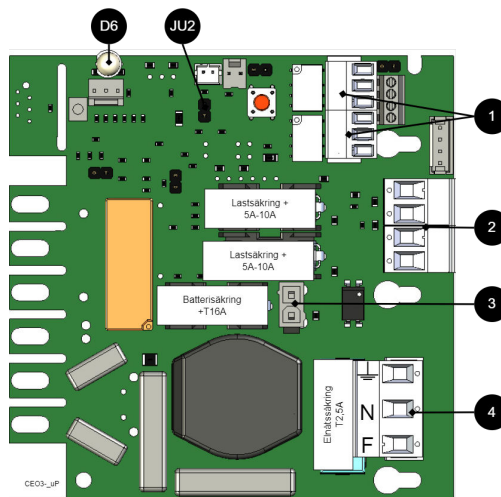 D6
JU2
1
Lastsäkring +
5A-10A
2
Lastsäkring +
5A-10A
Batterisäkring
+T16A
3
Elnätssäkring
T2,5A
N
F
4
CEO3-_uP